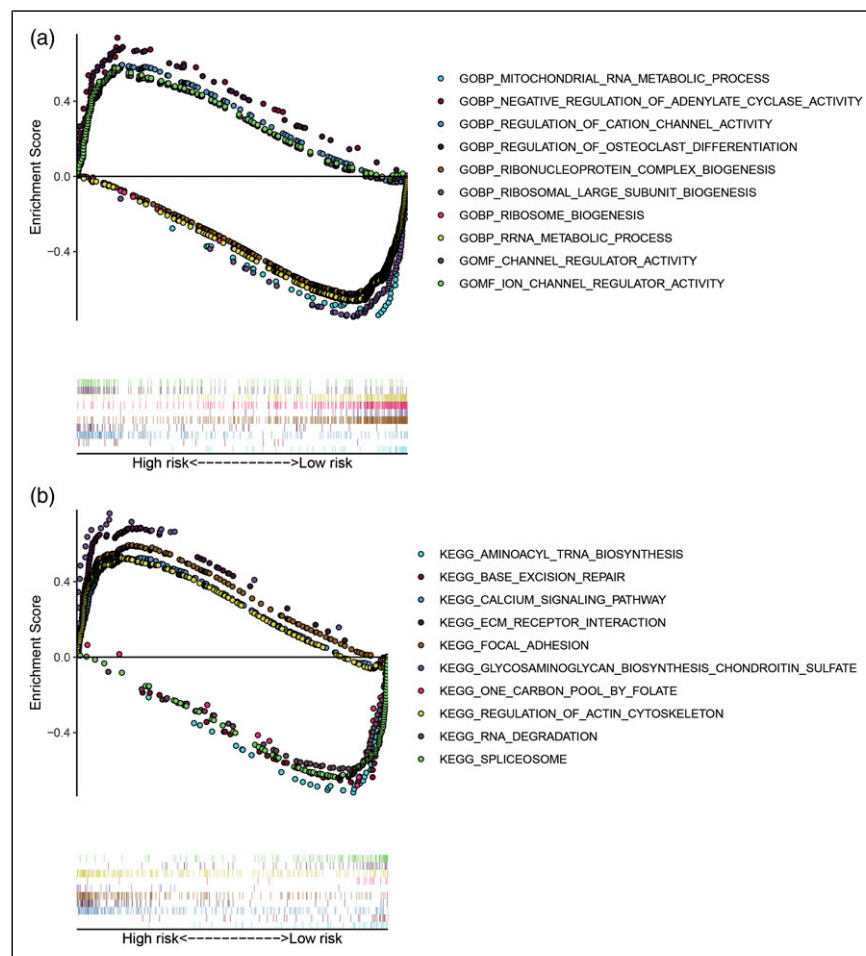 (a)
0.4
0.0
−0.4
Enrichment Score
GOBP_MITOCHONDRIAL_RNA_METABOLIC_PROCESS
GOBP_NEGATIVE_REGULATION_OF_ADENYLATE_CYCLASE_ACTIVITY
GOBP_REGULATION_OF_CATION_CHANNEL_ACTIVITY
GOBP_REGULATION_OF_OSTEOCLAST_DIFFERENTIATION
GOBP_RIBONUCLEOPROTEIN_COMPLEX_BIOGENESIS
GOBP_RIBOSOMAL_LARGE_SUBUNIT_BIOGENESIS
GOBP_RIBOSOME_BIOGENESIS
GOBP_RRNA_METABOLIC_PROCESS
GOMF_CHANNEL_REGULATOR_ACTIVITY
GOMF_ION_CHANNEL_REGULATOR_ACTIVITY
High risk<----------->Low risk
(b)
0.4
0.0
−0.4
Enrichment Score
KEGG_AMINOACYL_TRNA_BIOSYNTHESIS
KEGG_BASE_EXCISION_REPAIR
KEGG_CALCIUM_SIGNALING_PATHWAY
KEGG_ECM_RECEPTOR_INTERACTION
KEGG_FOCAL_ADHESION
KEGG_GLYCOSAMINOGLYCAN_BIOSYNTHESIS_CHONDROITIN_SULFATE
KEGG_ONE_CARBON_POOL_BY_FOLATE
KEGG_REGULATION_OF_ACTIN_CYTOSKELETON
KEGG_RNA_DEGRADATION
KEGG_SPLICEOSOME
High risk<----------->Low risk